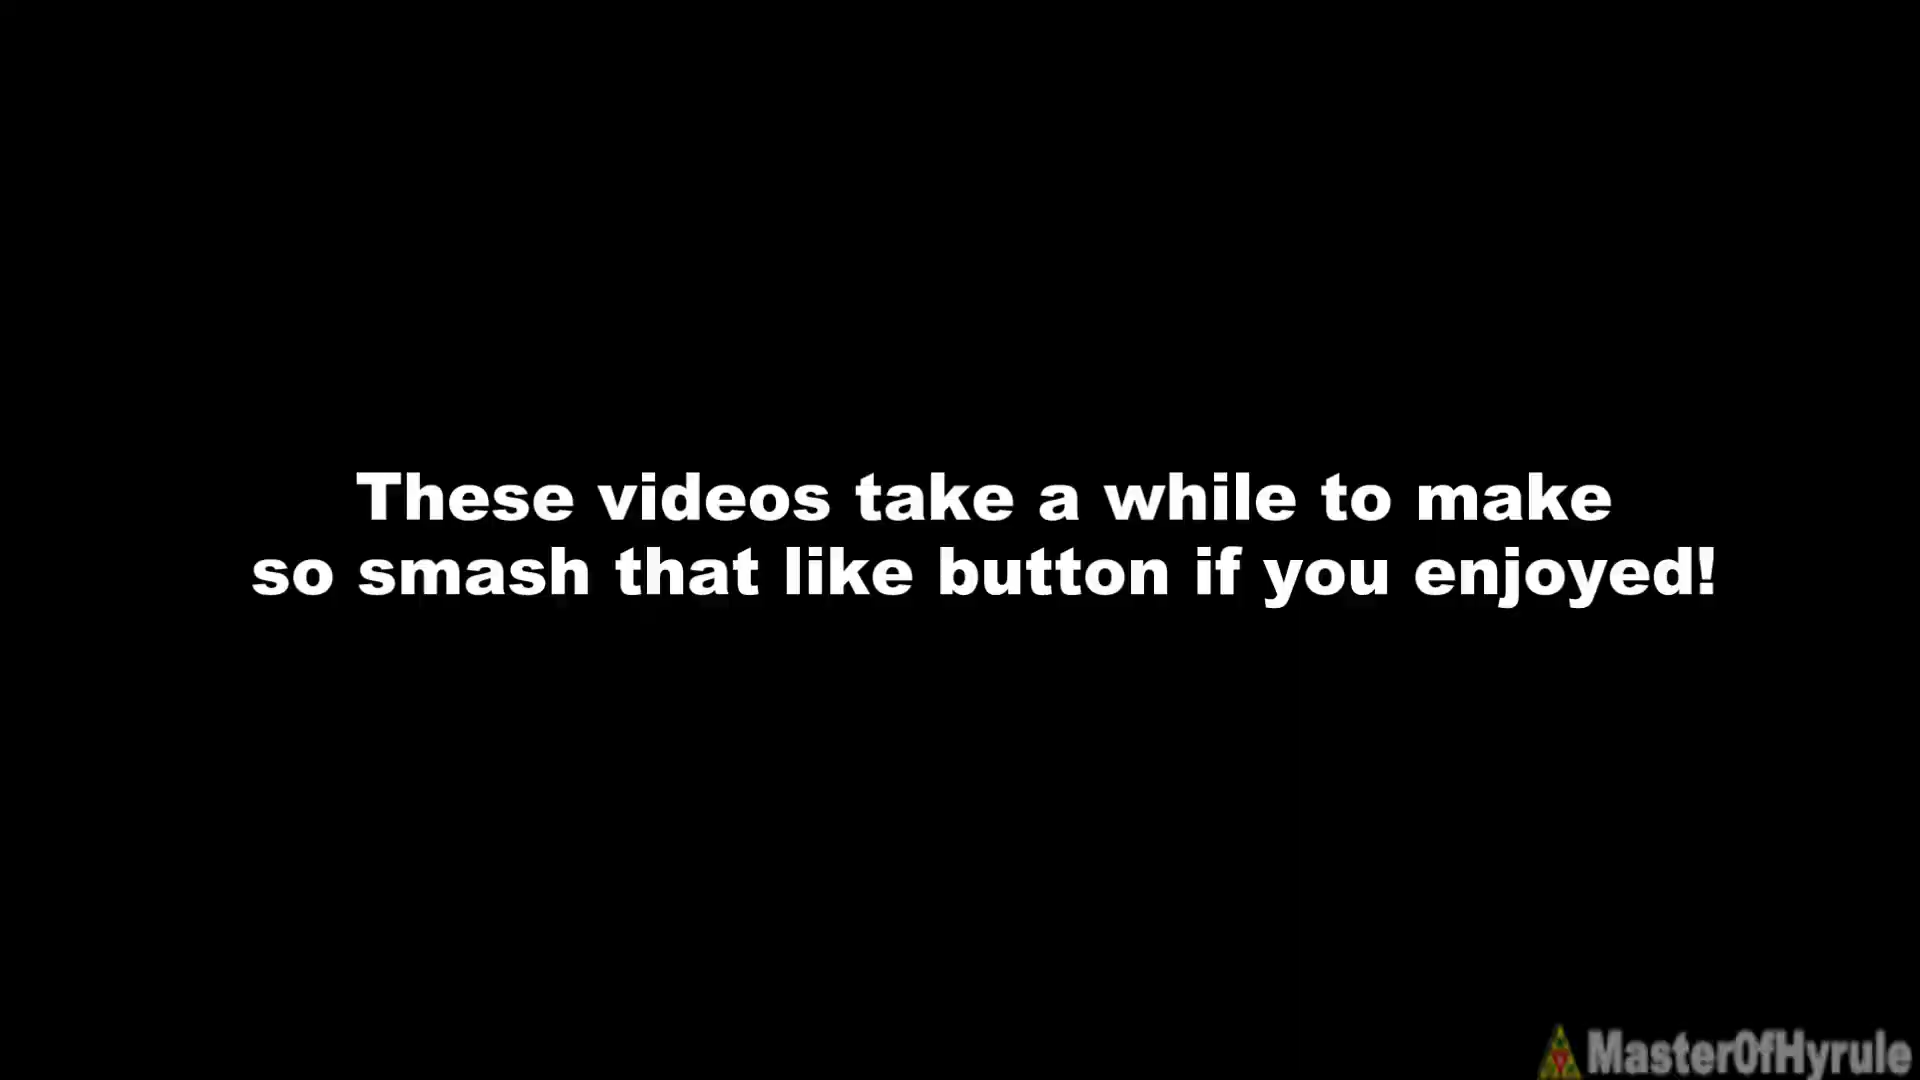 These videos take a while to make
so smash that like button if you enjoyed!
MasterOfHyrule